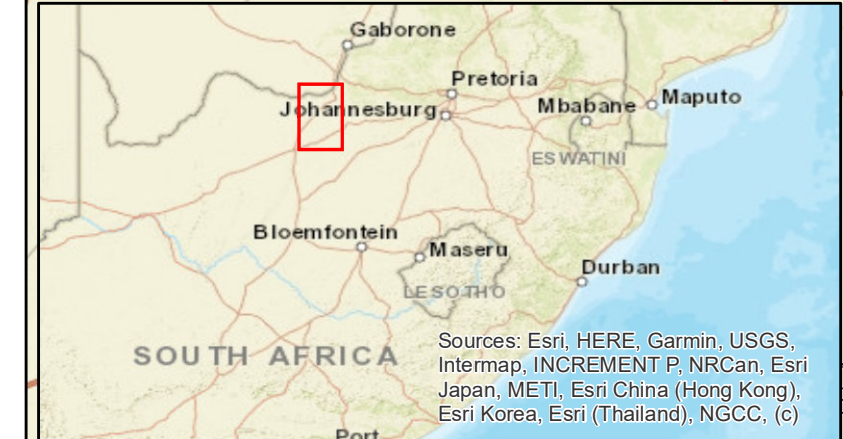 Gaborone
Pretoria
Johannesburg
Mbabane
Maputo
ESWATINI
Bloemfontein
Maseru
Durban
LESOTHO
SOUTH AFRICA
Sources: Esri, HERE, Garmin, USGS,
Intermap, INCREMENT P, NRCan, Esri
Japan, METI, Esri China (Hong Kong),
Esri Korea, Esri (Thailand), NGCC, (c)
Port